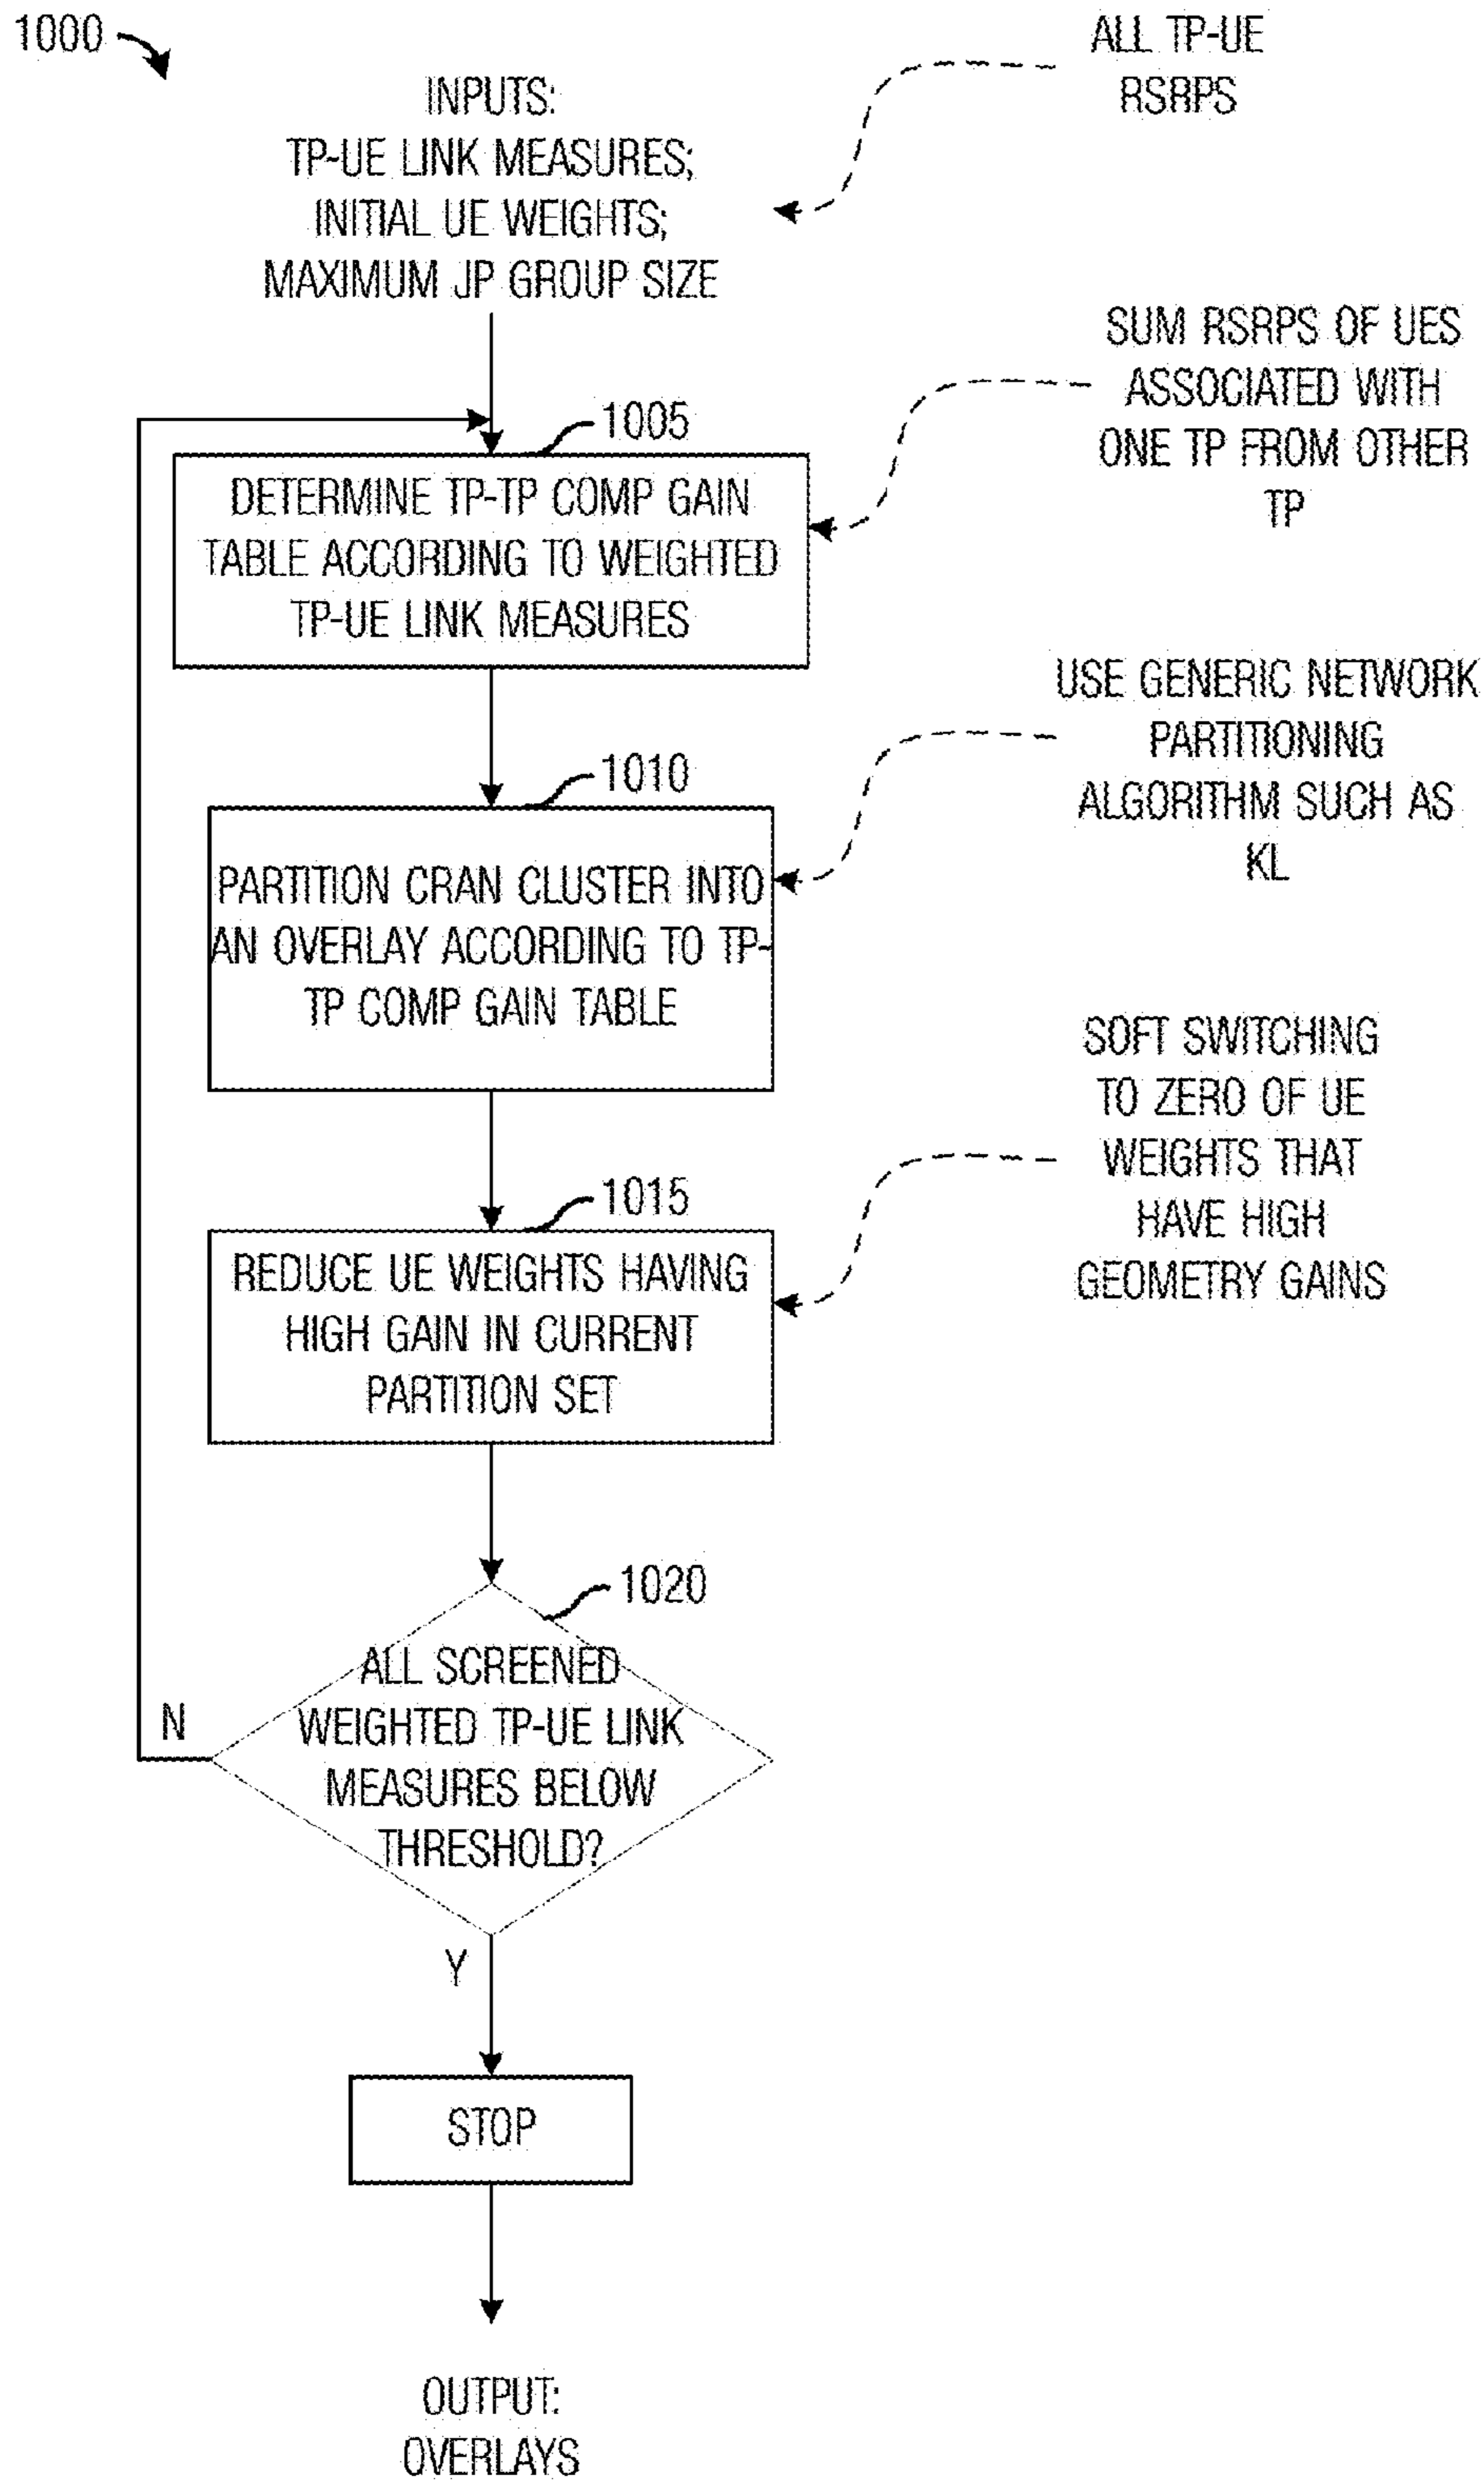 1000
INPUTS:
TP-UE LINK MEASURES;
INITIAL UE WEIGHTS;
MAXIMUM JP GROUP SIZE
ALL TP-UE
RSRPS
1005
DETERMINE TP-TP COMP GAIN
TABLE ACCORDING TO WEIGHTED
TP-UE LINK MEASURES
SUM RSRPS OF UES
ASSOCIATED WITH
ONE TP FROM OTHER
TP
1010
PARTITION CRAN CLUSTER INTO
AN OVERLAY ACCORDING TO TP-
TP COMP GAIN TABLE
USE GENERIC NETWORK
PARTITIONING
ALGORITHM SUCH AS
KL
1015
REDUCE UE WEIGHTS HAVING
HIGH GAIN IN CURRENT
PARTITION SET
SOFT SWITCHING
TO ZERO OF UE
WEIGHTS THAT
HAVE HIGH
GEOMETRY GAINS
1020
ALL SCREENED
WEIGHTED TP-UE LINK
MEASURES BELOW
THRESHOLD?
N
Y
STOP
OUTPUT:
OVERLAYS